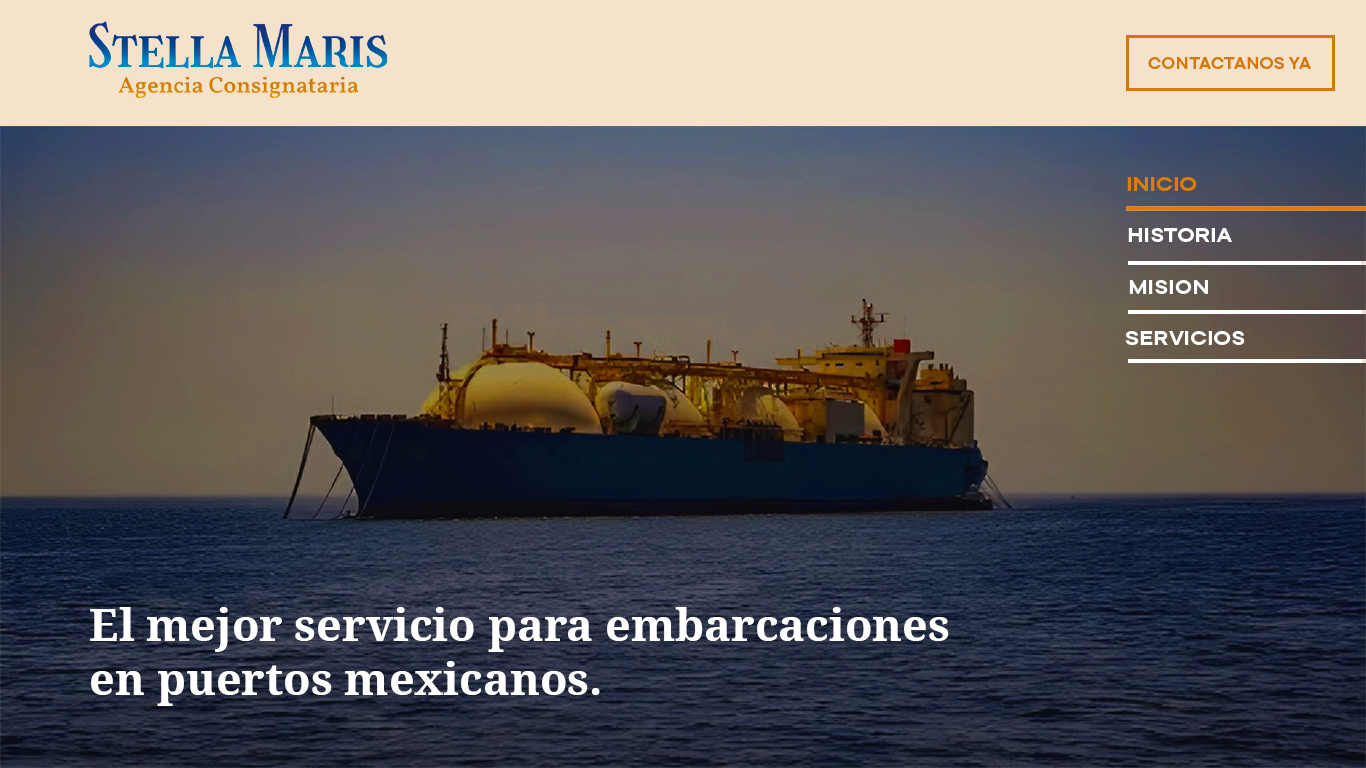 STELLA MARIS
Agencia Consignataria
CONTACTANOS YA
INICIO
HISTORIA
MISION
SERVICIOS
El mejor servicio para embarcaciones
en puertos mexicanos.